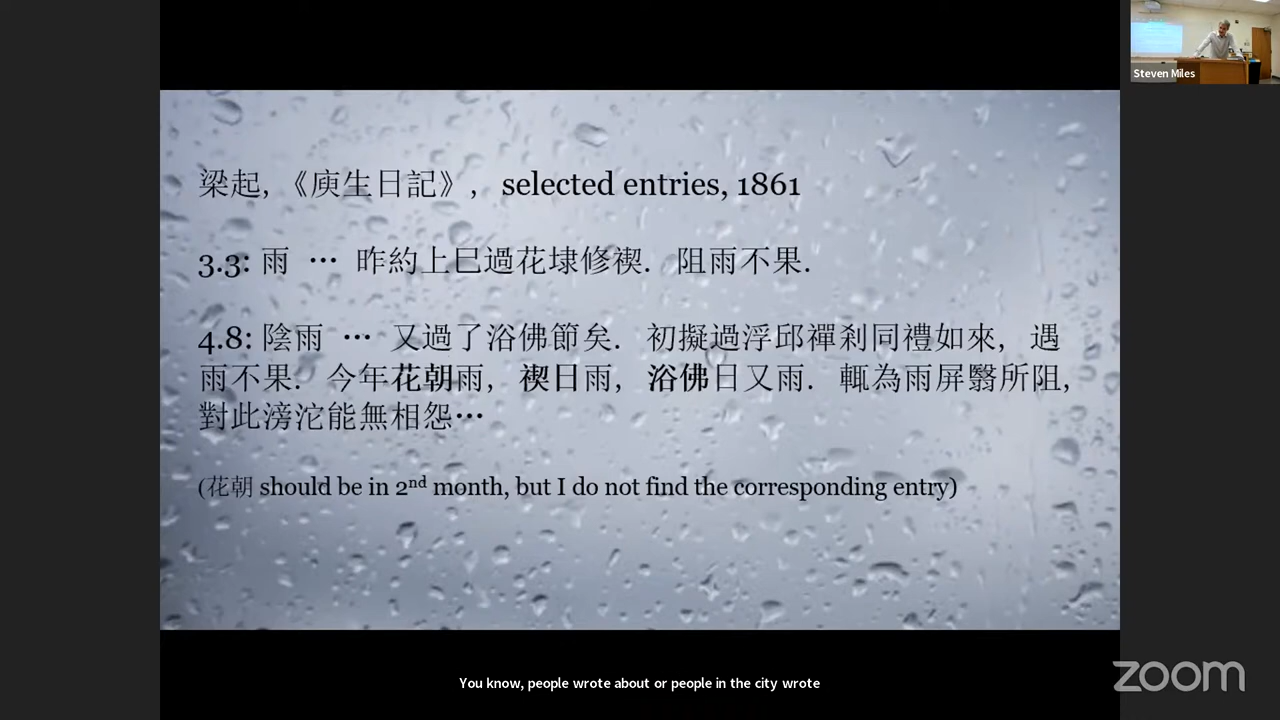 梁起, 《庾生日記》, selected entries, 1861
3.3: 雨 … 昨約上巳過花埭修禊. 阻雨不果.
4.8: 陰雨 … 又過了浴佛節矣. 初擬過浮邱禪剎同禮如來, 遇
雨不果. 今年花朝雨, 禊日雨, 浴佛日又雨. 輒為雨屏翳所阻,
對此滂沱能無相怨…
(花朝 should be in 2nd month, but I do not find the corresponding entry)
Steven Miles
You know, people wrote about or people in the city wrote
zoom